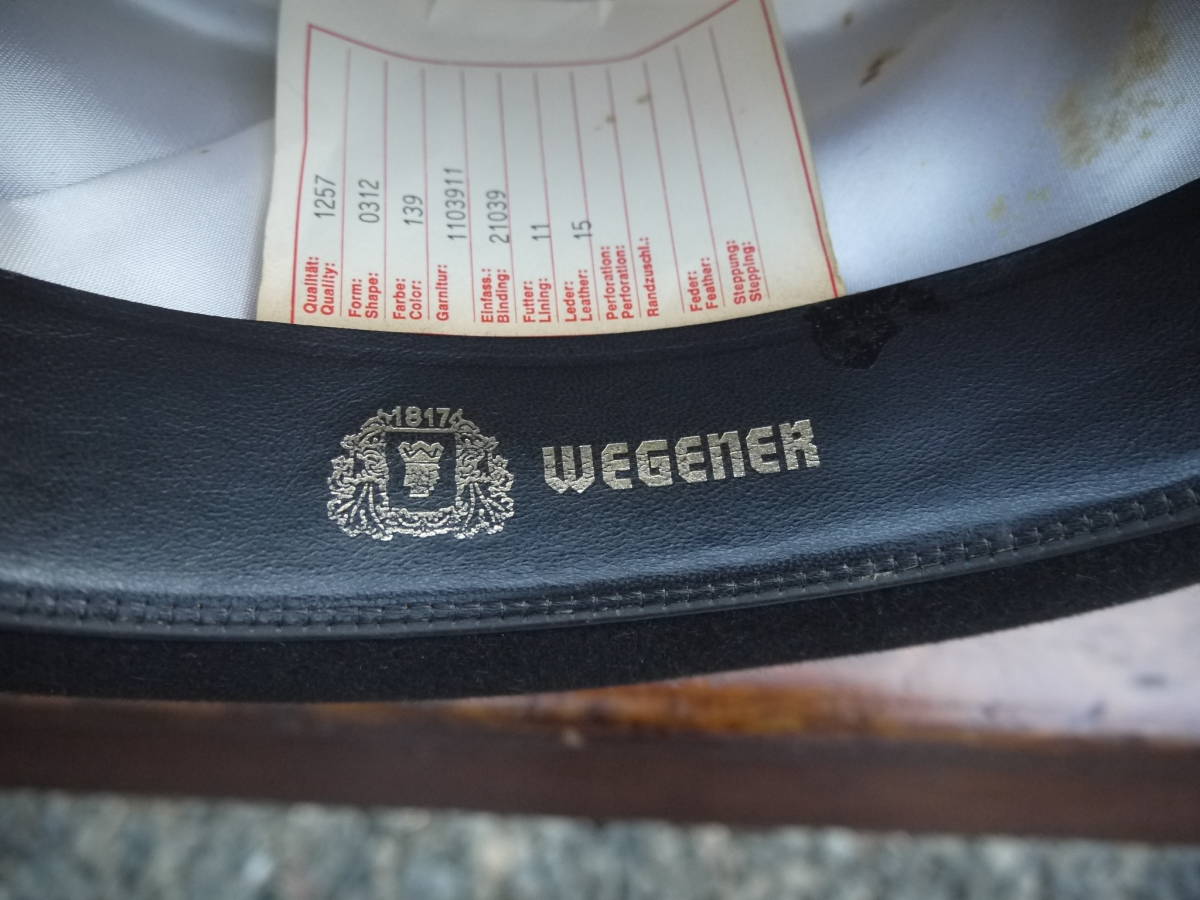 Qualität: 1257
Quality:
Form: 0312
Shape:
Farbe: 139
Color:
Garnitur: 1103911
Einfass.: 21039
Binding:
Futter: 11
Lining:
Leder: 15
Leather:
Perforation:
Perforation:
Randzuschl.:
Feder:
Feather:
Steppung:
Stepping:
1817
WEGENER